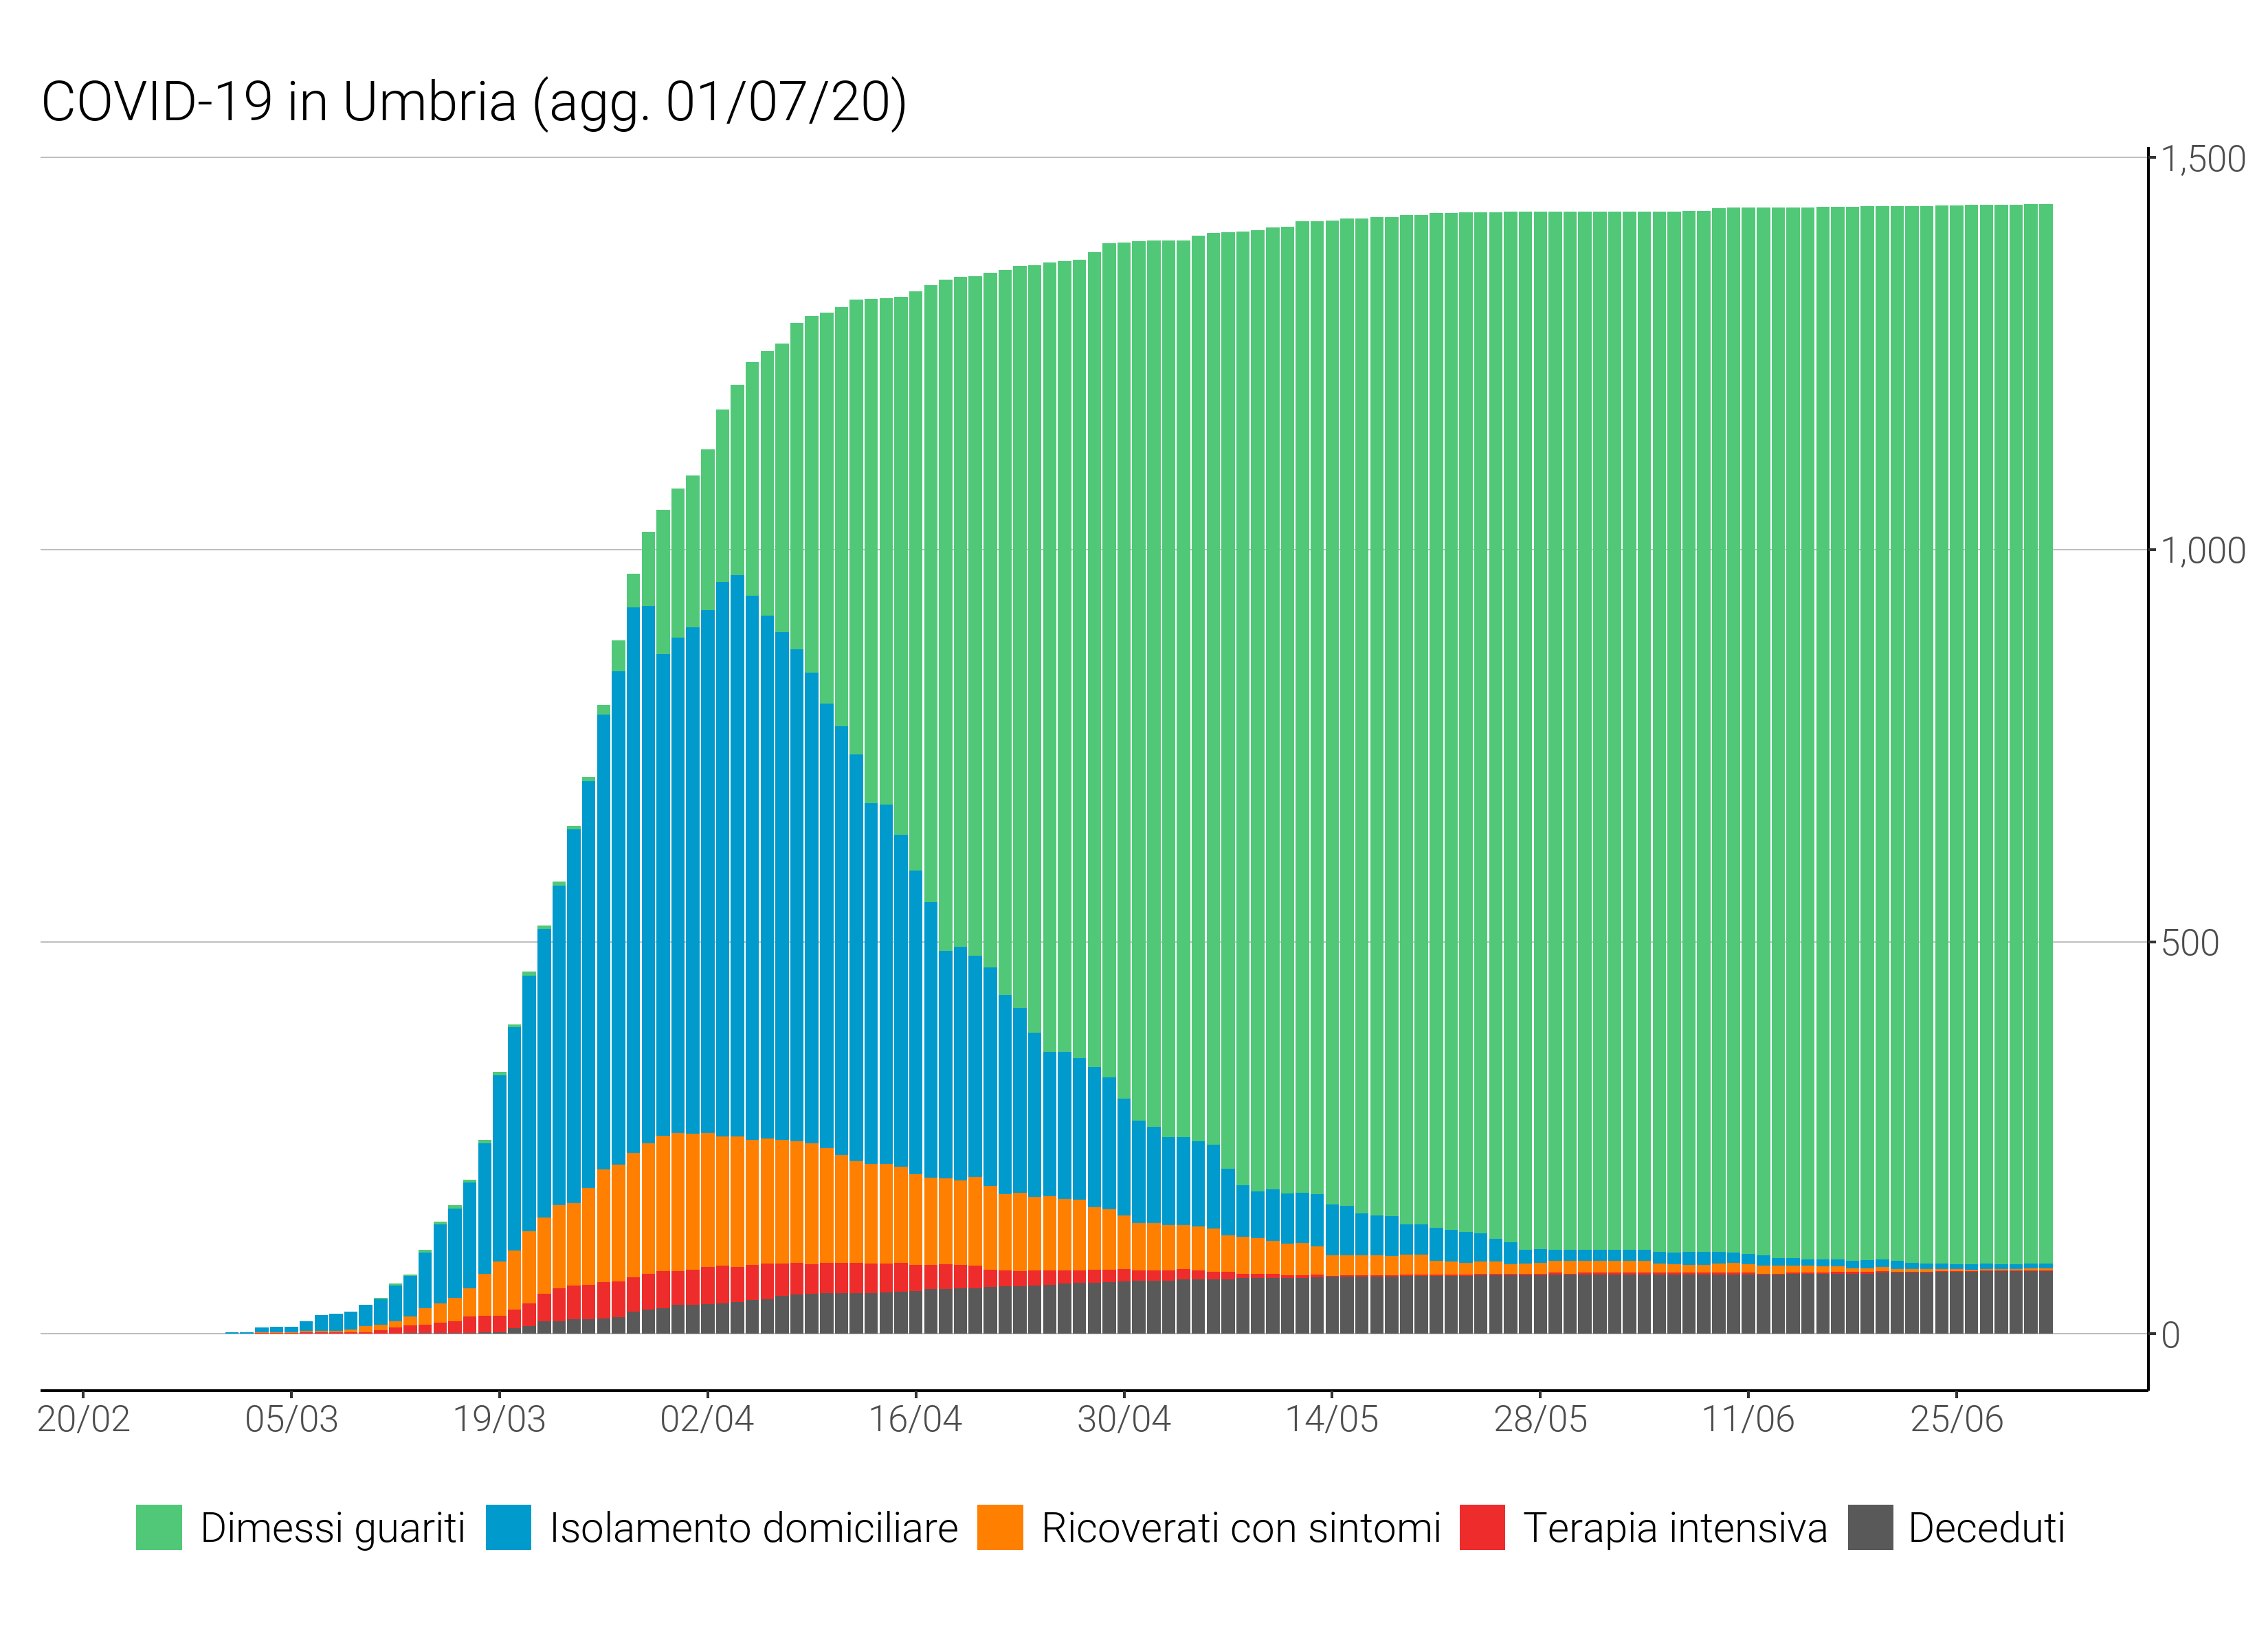 COVID-19 in Umbria (agg. 01/07/20)
1,500
1,000
500
0
20/02 05/03 19/03 02/04 16/04 30/04 14/05 28/05 11/06 25/06
Dimessi guariti Isolamento domiciliare Ricoverati con sintomi Terapia intensiva Deceduti